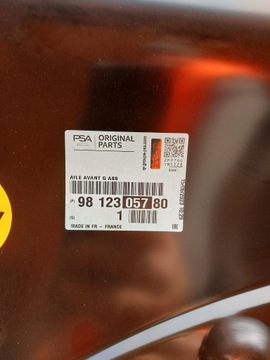 PSA
ORIGINAL
PARTS
AILE AVANT G A88
(P) 98 123 057 80
(Q) 1
MADE IN FR - FRANCE